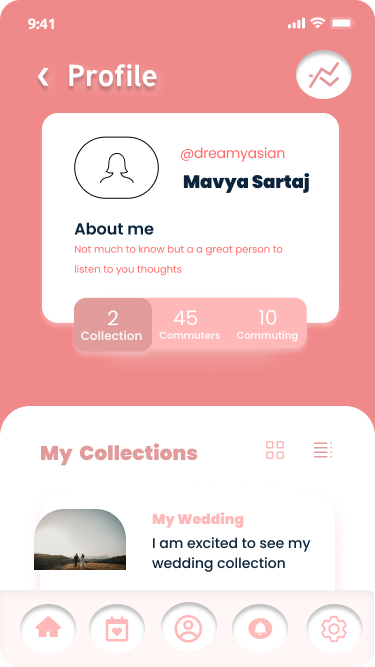 9:41
Profile
@dreamyasian
Mavya Sartaj
About me
Not much to know but a a great person to
listen to you thoughts
2 45 10
Collection Commuters Commuting
My Collections
My Wedding
I am excited to see my
wedding collection